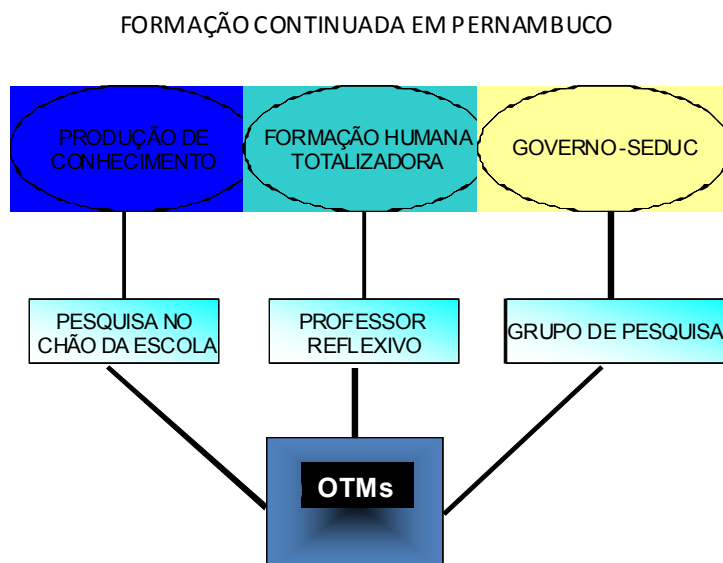 FORMAÇÃO CONTINUADA EM PERNAMBUCO
PRODUÇÃO DE
CONHECIMENTO
FORMAÇÃO HUMANA
TOTALIZADORA
GOVERNO-SEDUC
PESQUISA NO
CHÃO DA ESCOLA
PROFESSOR
REFLEXIVO
GRUPO DE PESQUISA
OTMs